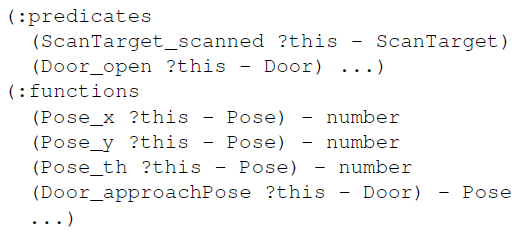 (:predicates
(ScanTarget_scanned ?this - ScanTarget)
(Door_open ?this - Door) ...)
(:functions
(Pose_x ?this - Pose) - number
(Pose_y ?this - Pose) - number
(Pose_th ?this - Pose) - number
(Door_approachPose ?this - Door) - Pose
...)